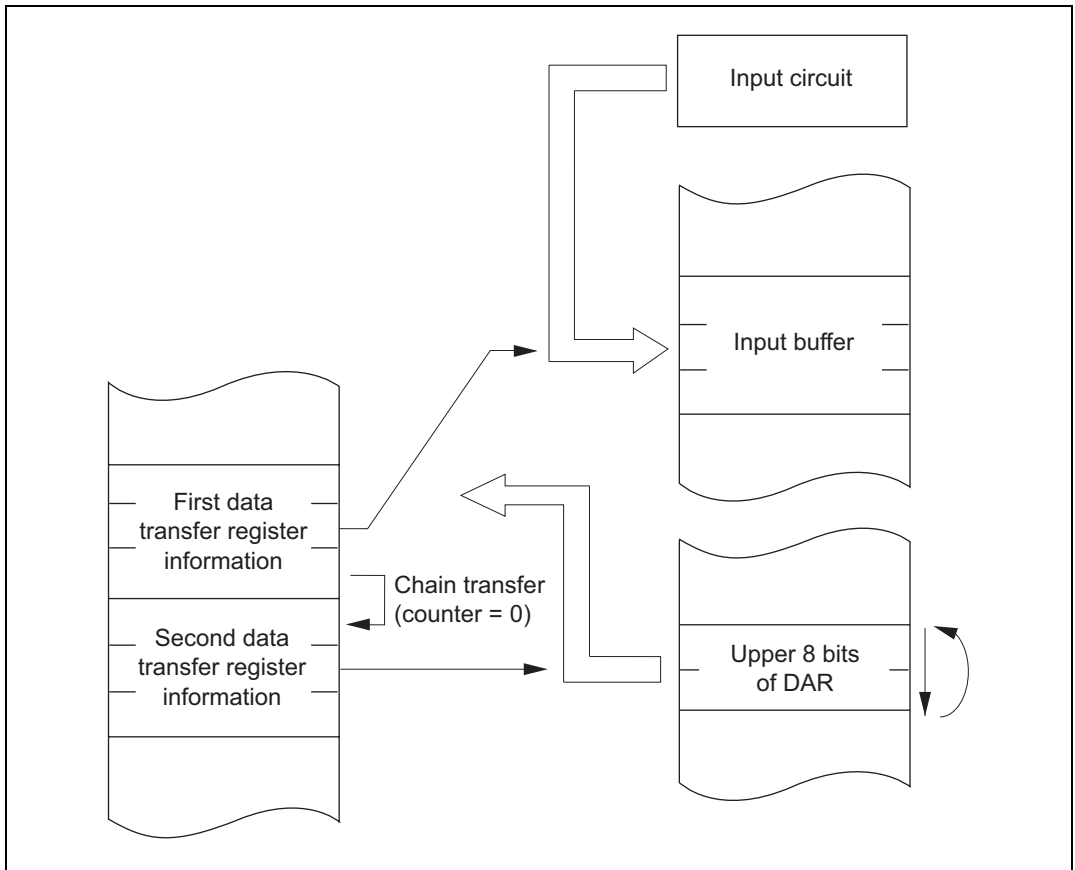 Input circuit
Input buffer
First data
transfer register
information
Chain transfer
(counter = 0)
Second data
transfer register
information
Upper 8 bits
of DAR